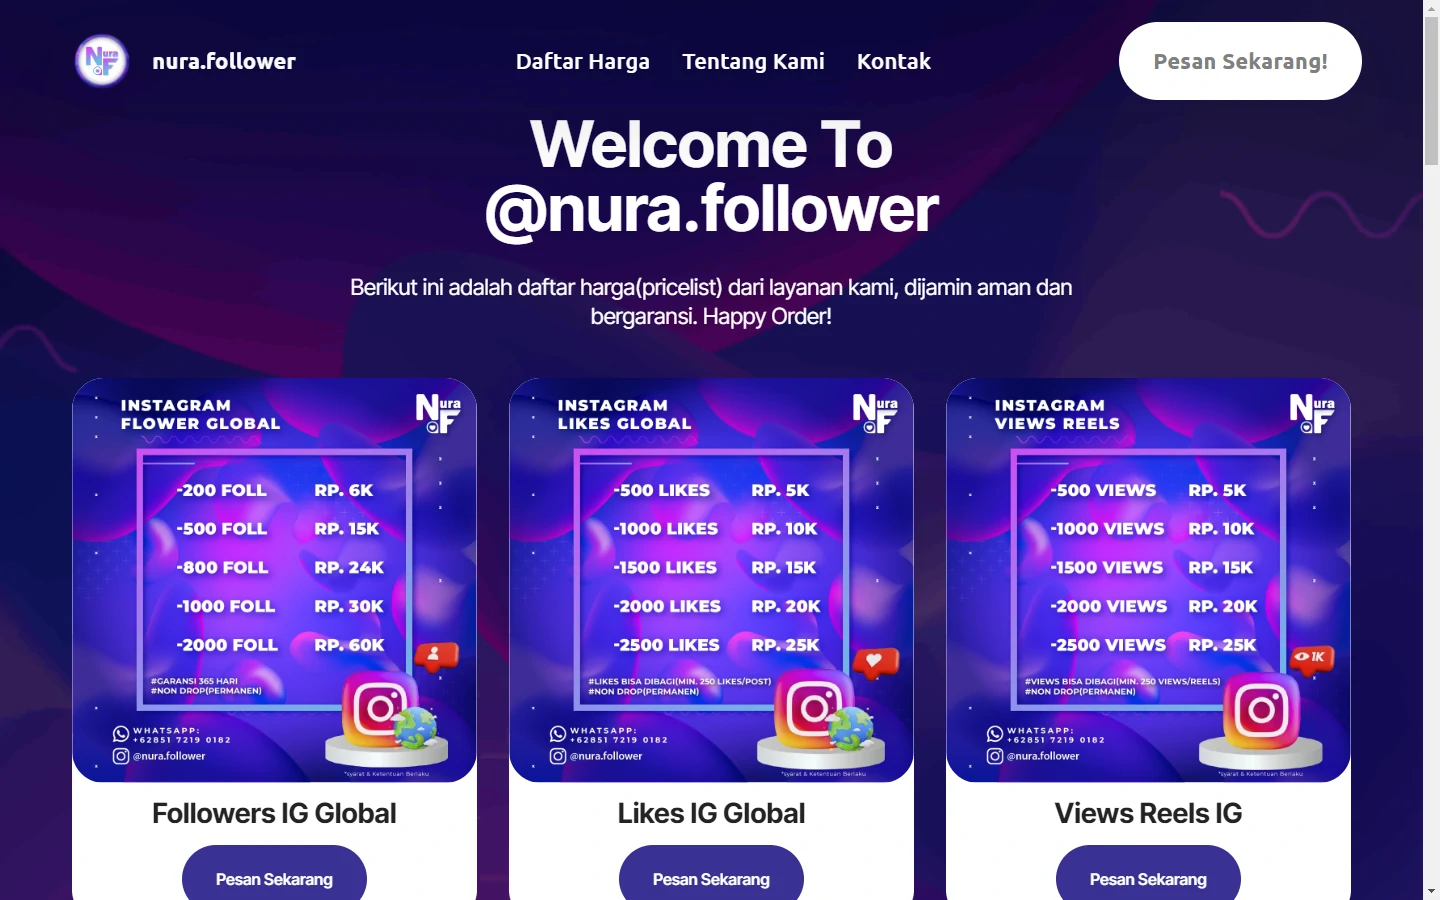 Nura
@F
nura.follower
Daftar Harga
Tentang Kami
Kontak
Pesan Sekarang!
Welcome To
@nura.follower
Berikut ini adalah daftar harga(pricelist) dari layanan kami, dijamin aman dan
bergaransi. Happy Order!
INSTAGRAM
FLOWER GLOBAL
Nura
@F
-200 FOLL RP. 6K
-500 FOLL RP. 15K
-800 FOLL RP. 24K
-1000 FOLL RP. 30K
-2000 FOLL RP. 60K
#GARANSI 365 HARI
#NON DROP(PERMANEN)
WHATSAPP:
+62851 7219 0182
@nura.follower
*syarat & Ketentuan Berlaku
Followers IG Global
Pesan Sekarang
INSTAGRAM
LIKES GLOBAL
Nura
@F
-500 LIKES RP. 5K
-1000 LIKES RP. 10K
-1500 LIKES RP. 15K
-2000 LIKES RP. 20K
-2500 LIKES RP. 25K
#LIKES BISA DIBAGI(MIN. 250 LIKES/POST)
#NON DROP(PERMANEN)
WHATSAPP:
+62851 7219 0182
@nura.follower
*syarat & Ketentuan Berlaku
Likes IG Global
Pesan Sekarang
INSTAGRAM
VIEWS REELS
Nura
@F
-500 VIEWS RP. 5K
-1000 VIEWS RP. 10K
-1500 VIEWS RP. 15K
-2000 VIEWS RP. 20K
-2500 VIEWS RP. 25K
1K
#VIEWS BISA DIBAGI(MIN. 250 VIEWS/REELS)
#NON DROP(PERMANEN)
WHATSAPP:
+62851 7219 0182
@nura.follower
*syarat & Ketentuan Berlaku
Views Reels IG
Pesan Sekarang